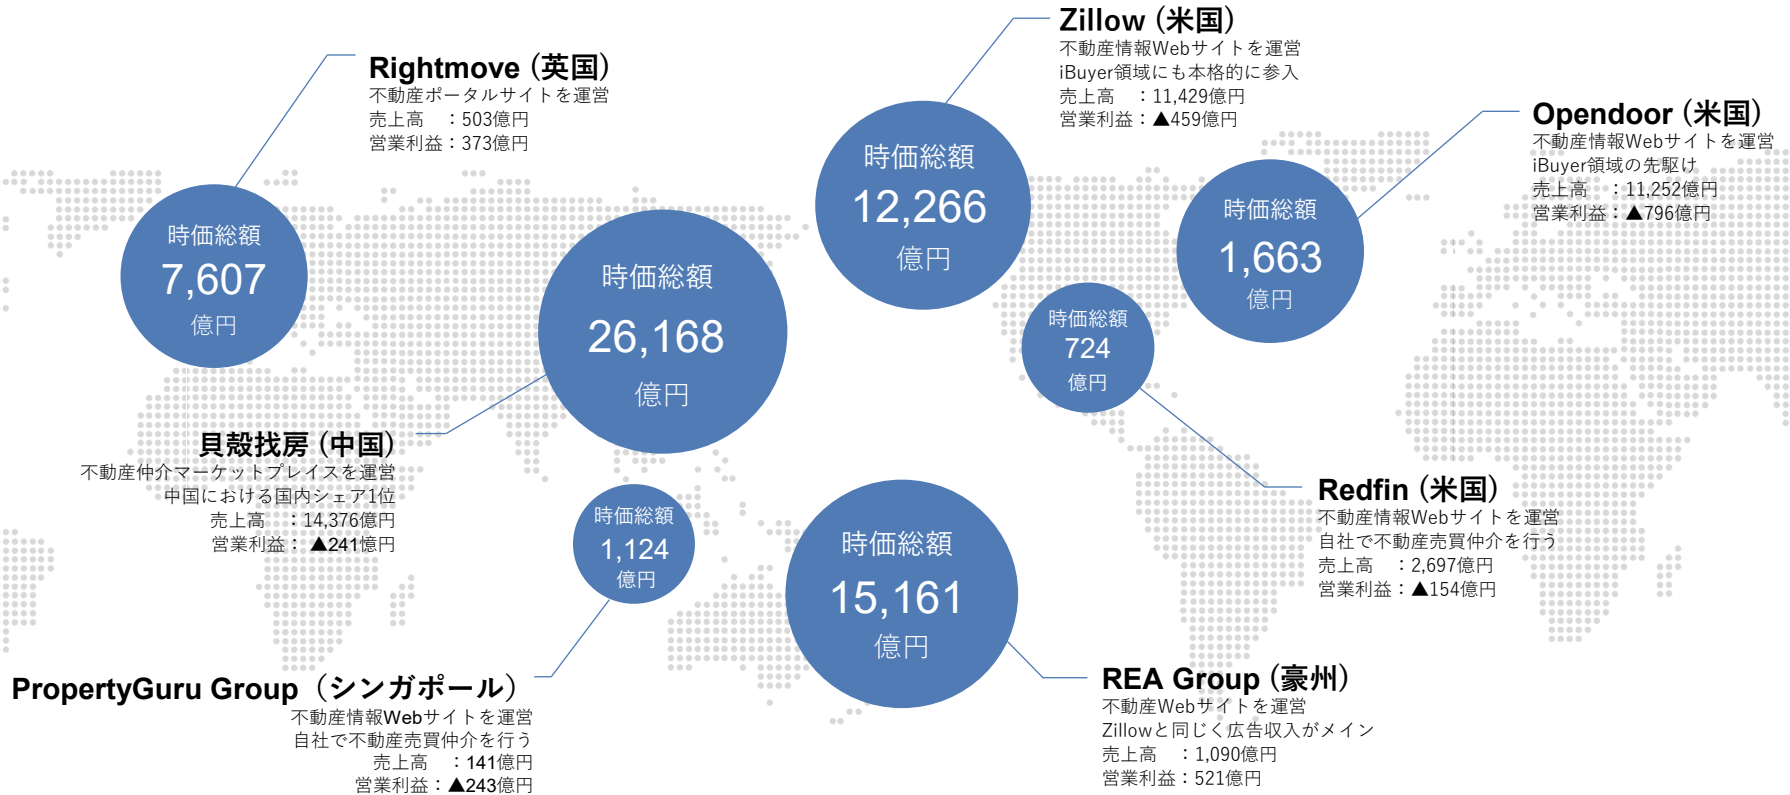 Zillow (米国)
不動産情報Webサイトを運営
iBuyer領域にも本格的に参入
売上高　：11,429億円
営業利益：▲459億円
時価総額
12,266
億円
Rightmove (英国)
不動産ポータルサイトを運営
売上高　：503億円
営業利益：373億円
時価総額
7,607
億円
Opendoor (米国)
不動産情報Webサイトを運営
iBuyer領域の先駆け
売上高　：11,252億円
営業利益：▲796億円
時価総額
1,663
億円
時価総額
26,168
億円
貝殻找房 (中国)
不動産仲介マーケットプレイスを運営
中国における国内シェア1位
売上高　：14,376億円
営業利益： ▲241憶円
時価総額
724
億円
Redfin (米国)
不動産情報Webサイトを運営
自社で不動産売買仲介を行う
売上高　：2,697億円
営業利益：▲154億円
時価総額
1,124
億円
PropertyGuru Group（シンガポール）
不動産情報Webサイトを運営
自社で不動産売買仲介を行う
売上高　：141億円
営業利益：▲243億円
時価総額
15,161
億円
REA Group (豪州)
不動産Webサイトを運営
Zillowと同じく広告収入がメイン
売上高　：1,090億円
営業利益：521億円